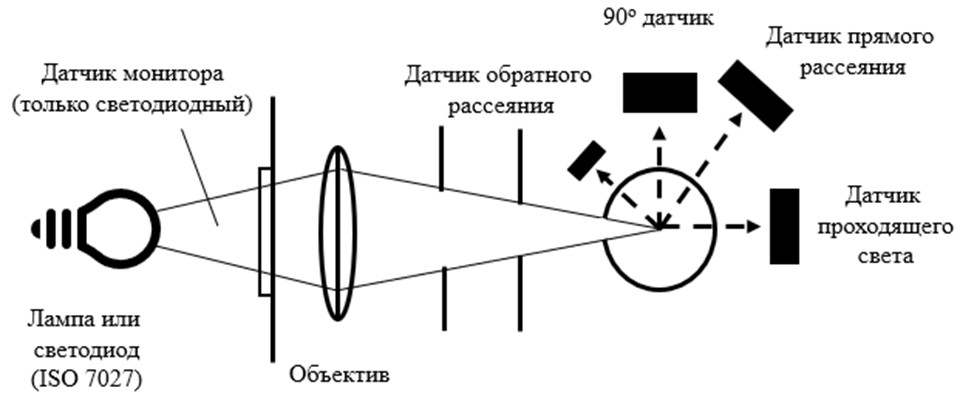 90° датчик
Датчик прямого
рассеяния
Датчик монитора
(только светодиодный)
Датчик обратного
рассеяния
Датчик
проходящего
света
Лампа или
светодиод
(ISO 7027)
Объектив